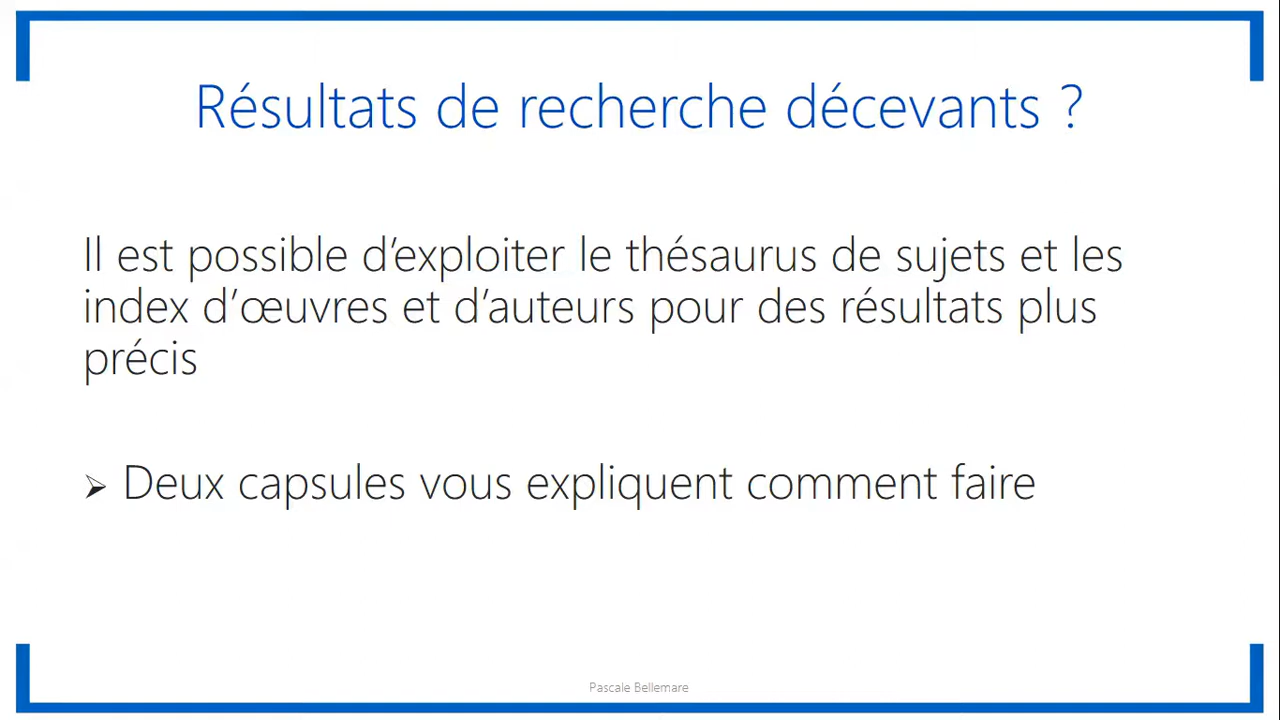 Résultats de recherche décevants ?
Il est possible d’exploiter le thésaurus de sujets et les
index d’œuvres et d’auteurs pour des résultats plus
précis
➢ Deux capsules vous expliquent comment faire
Pascale Bellemare